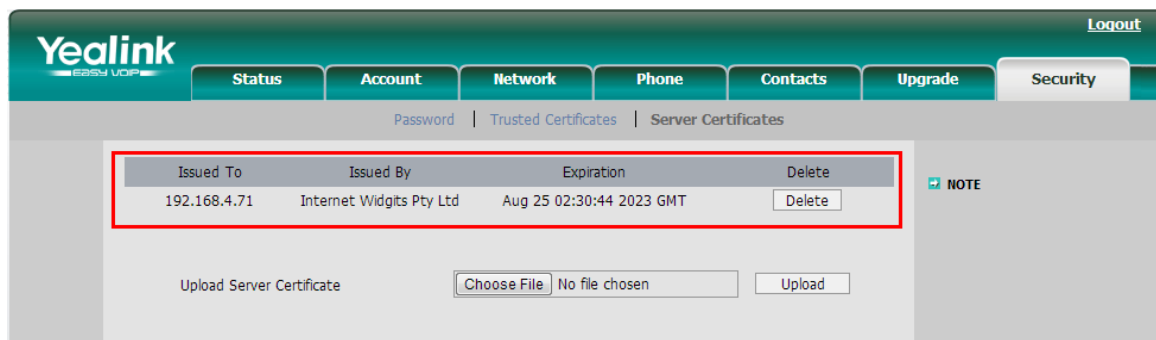 Logout
Yealink
EASY VOIP
Status Account Network Phone Contacts Upgrade Security
Password | Trusted Certificates | Server Certificates
Issued To Issued By Expiration Delete
192.168.4.71 Internet Widgits Pty Ltd Aug 25 02:30:44 2023 GMT Delete
NOTE
Upload Server Certificate Choose File No file chosen Upload